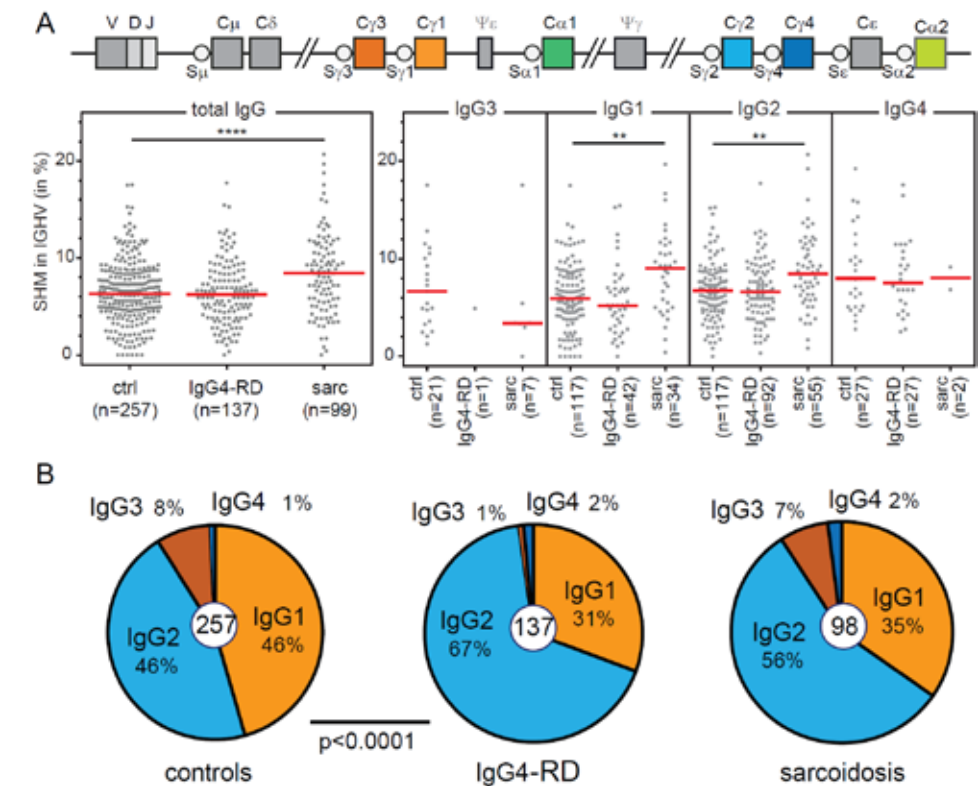 A
V D J Cμ Cδ Cγ3 Cγ1 Ψε Cα1 Ψγ Cγ2 Cγ4 Cε Cα2
Sμ Sγ3 Sγ1 Sα1 Sγ2 Sγ4 Sε Sα2
total IgG IgG3 IgG1 IgG2 IgG4
**** ** **
SHM in IGHV (in %)
20 20
10 10
0 0
ctrl (n=257)
IgG4-RD (n=137)
sarc (n=99)
ctrl (n=21)
IgG4-RD (n=1)
sarc (n=7)
ctrl (n=117)
IgG4-RD (n=42)
sarc (n=34)
ctrl (n=117)
IgG4-RD (n=92)
sarc (n=55)
ctrl (n=27)
IgG4-RD (n=27)
sarc (n=2)
B
IgG3 8% IgG4 1%
IgG2 46%
257
IgG1 46%
controls
p<0.0001
IgG3 1% IgG4 2%
IgG2 67%
137
IgG1 31%
IgG4-RD
IgG3 7% IgG4 2%
IgG2 56%
98
IgG1 35%
sarcoidosis